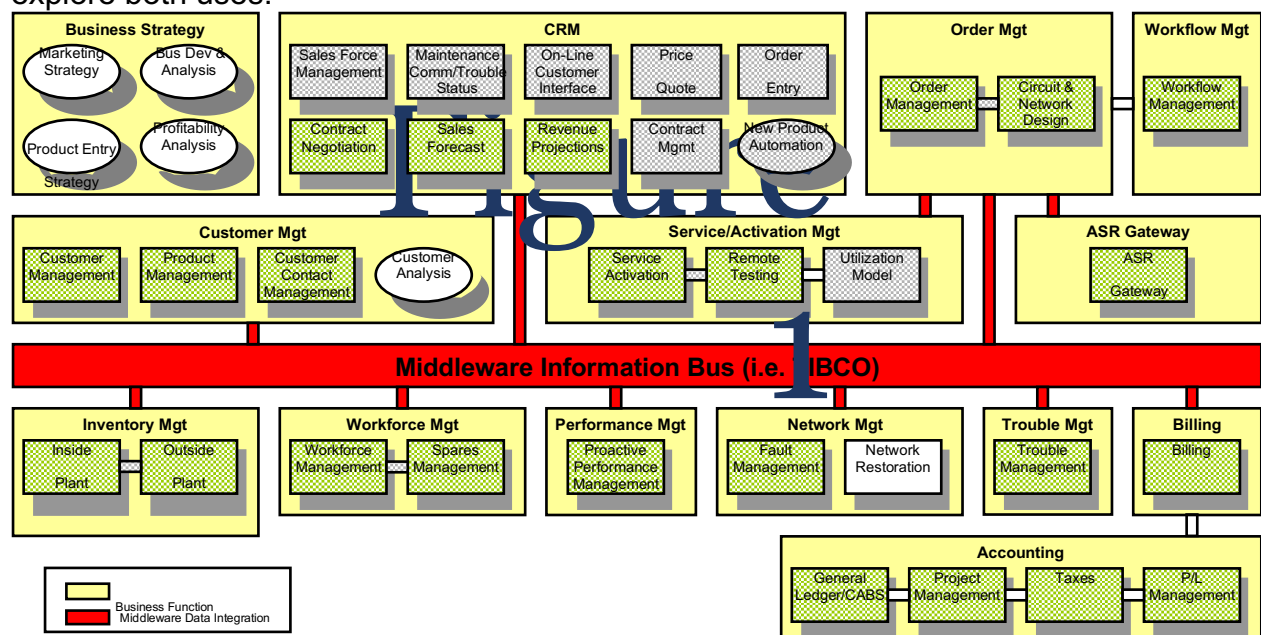 explore both uses.
Business Strategy
Marketing
Strategy
Bus Dev &
Analysis
Product Entry
Strategy
Profitability
Analysis
CRM
Sales Force
Management
Maintenance
Comm/Trouble
Status
On-Line
Customer
Interface
Price
Quote
Order
Entry
Contract
Negotiation
Sales
Forecast
Revenue
Projections
Contract
Mgmt
New Product
Automation
Order Mgt
Order
Management
Circuit &
Network
Design
Workflow Mgt
Workflow
Management
Figure
1
Customer Mgt
Customer
Management
Product
Management
Customer
Contact
Management
Customer
Analysis
Service/Activation Mgt
Service
Activation
Remote
Testing
Utilization
Model
ASR Gateway
ASR
Gateway
Middleware Information Bus (i.e. TIBCO)
Inventory Mgt
Inside
Plant
Outside
Plant
Workforce Mgt
Workforce
Management
Spares
Management
Performance Mgt
Proactive
Performance
Management
Network Mgt
Fault
Management
Network
Restoration
Trouble Mgt
Trouble
Management
Billing
Billing
Accounting
General
Ledger/CABS
Project
Management
Taxes
P/L
Management
Business Function
Middleware Data Integration